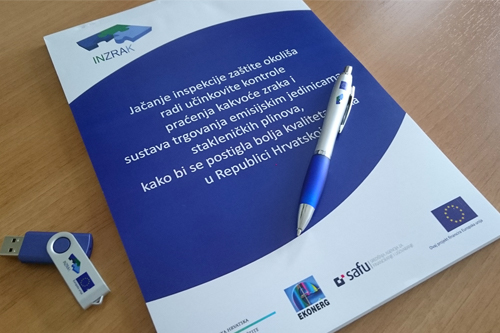 INZRAK
Jačanje inspekcije zaštite okoliša
radi učinkovite kontrole
praćenja kakvoće zraka i
sustava trgovanja emisijskim jedinicama
stakleničkih plinova,
kako bi se postigla bolja kvaliteta
u Republici Hrvatskoj
INZRAK
EKONERG
safu